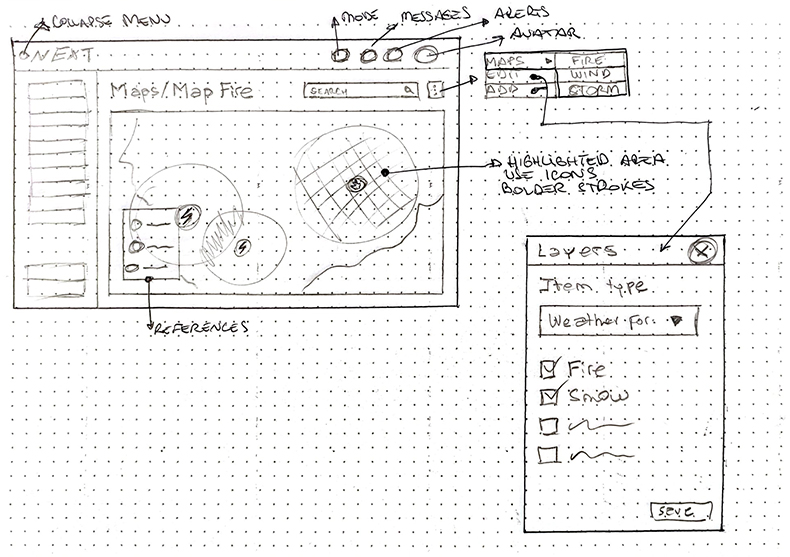 COLLAPSE MENU
MODE
MESSAGES
ALERTS
AVATAR
NEXT
Maps/Map Fire
SEARCH
MAPS
FIRE
EDIT
WIND
ADD
STORM
HIGHLIGHTED AREA
USE ICONS
BOLDER STROKES
REFERENCES
Layers
X
Item type
Weather for.
Fire
Snow
SAVE